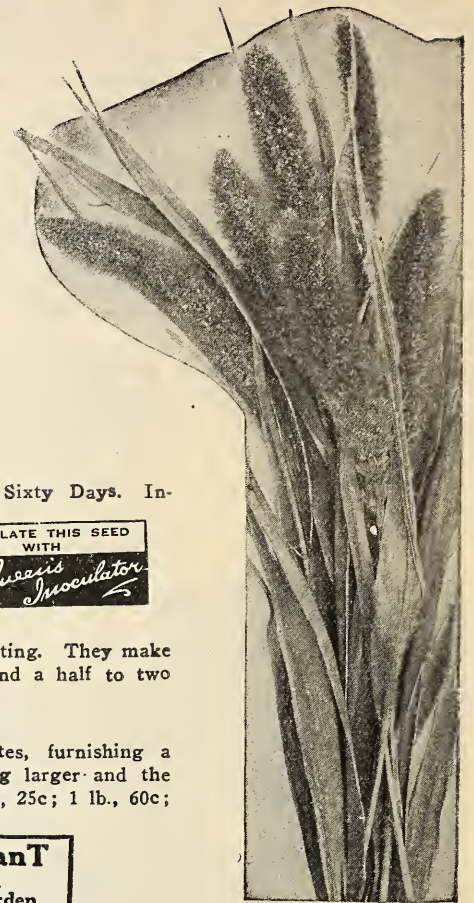 Sixty Days. In-
LATE THIS SEED
WITH
Inoculator
ting. They make
nd a half to two
tes, furnishing a
g larger and the
, 25c; 1 lb., 60c;
anT
rden